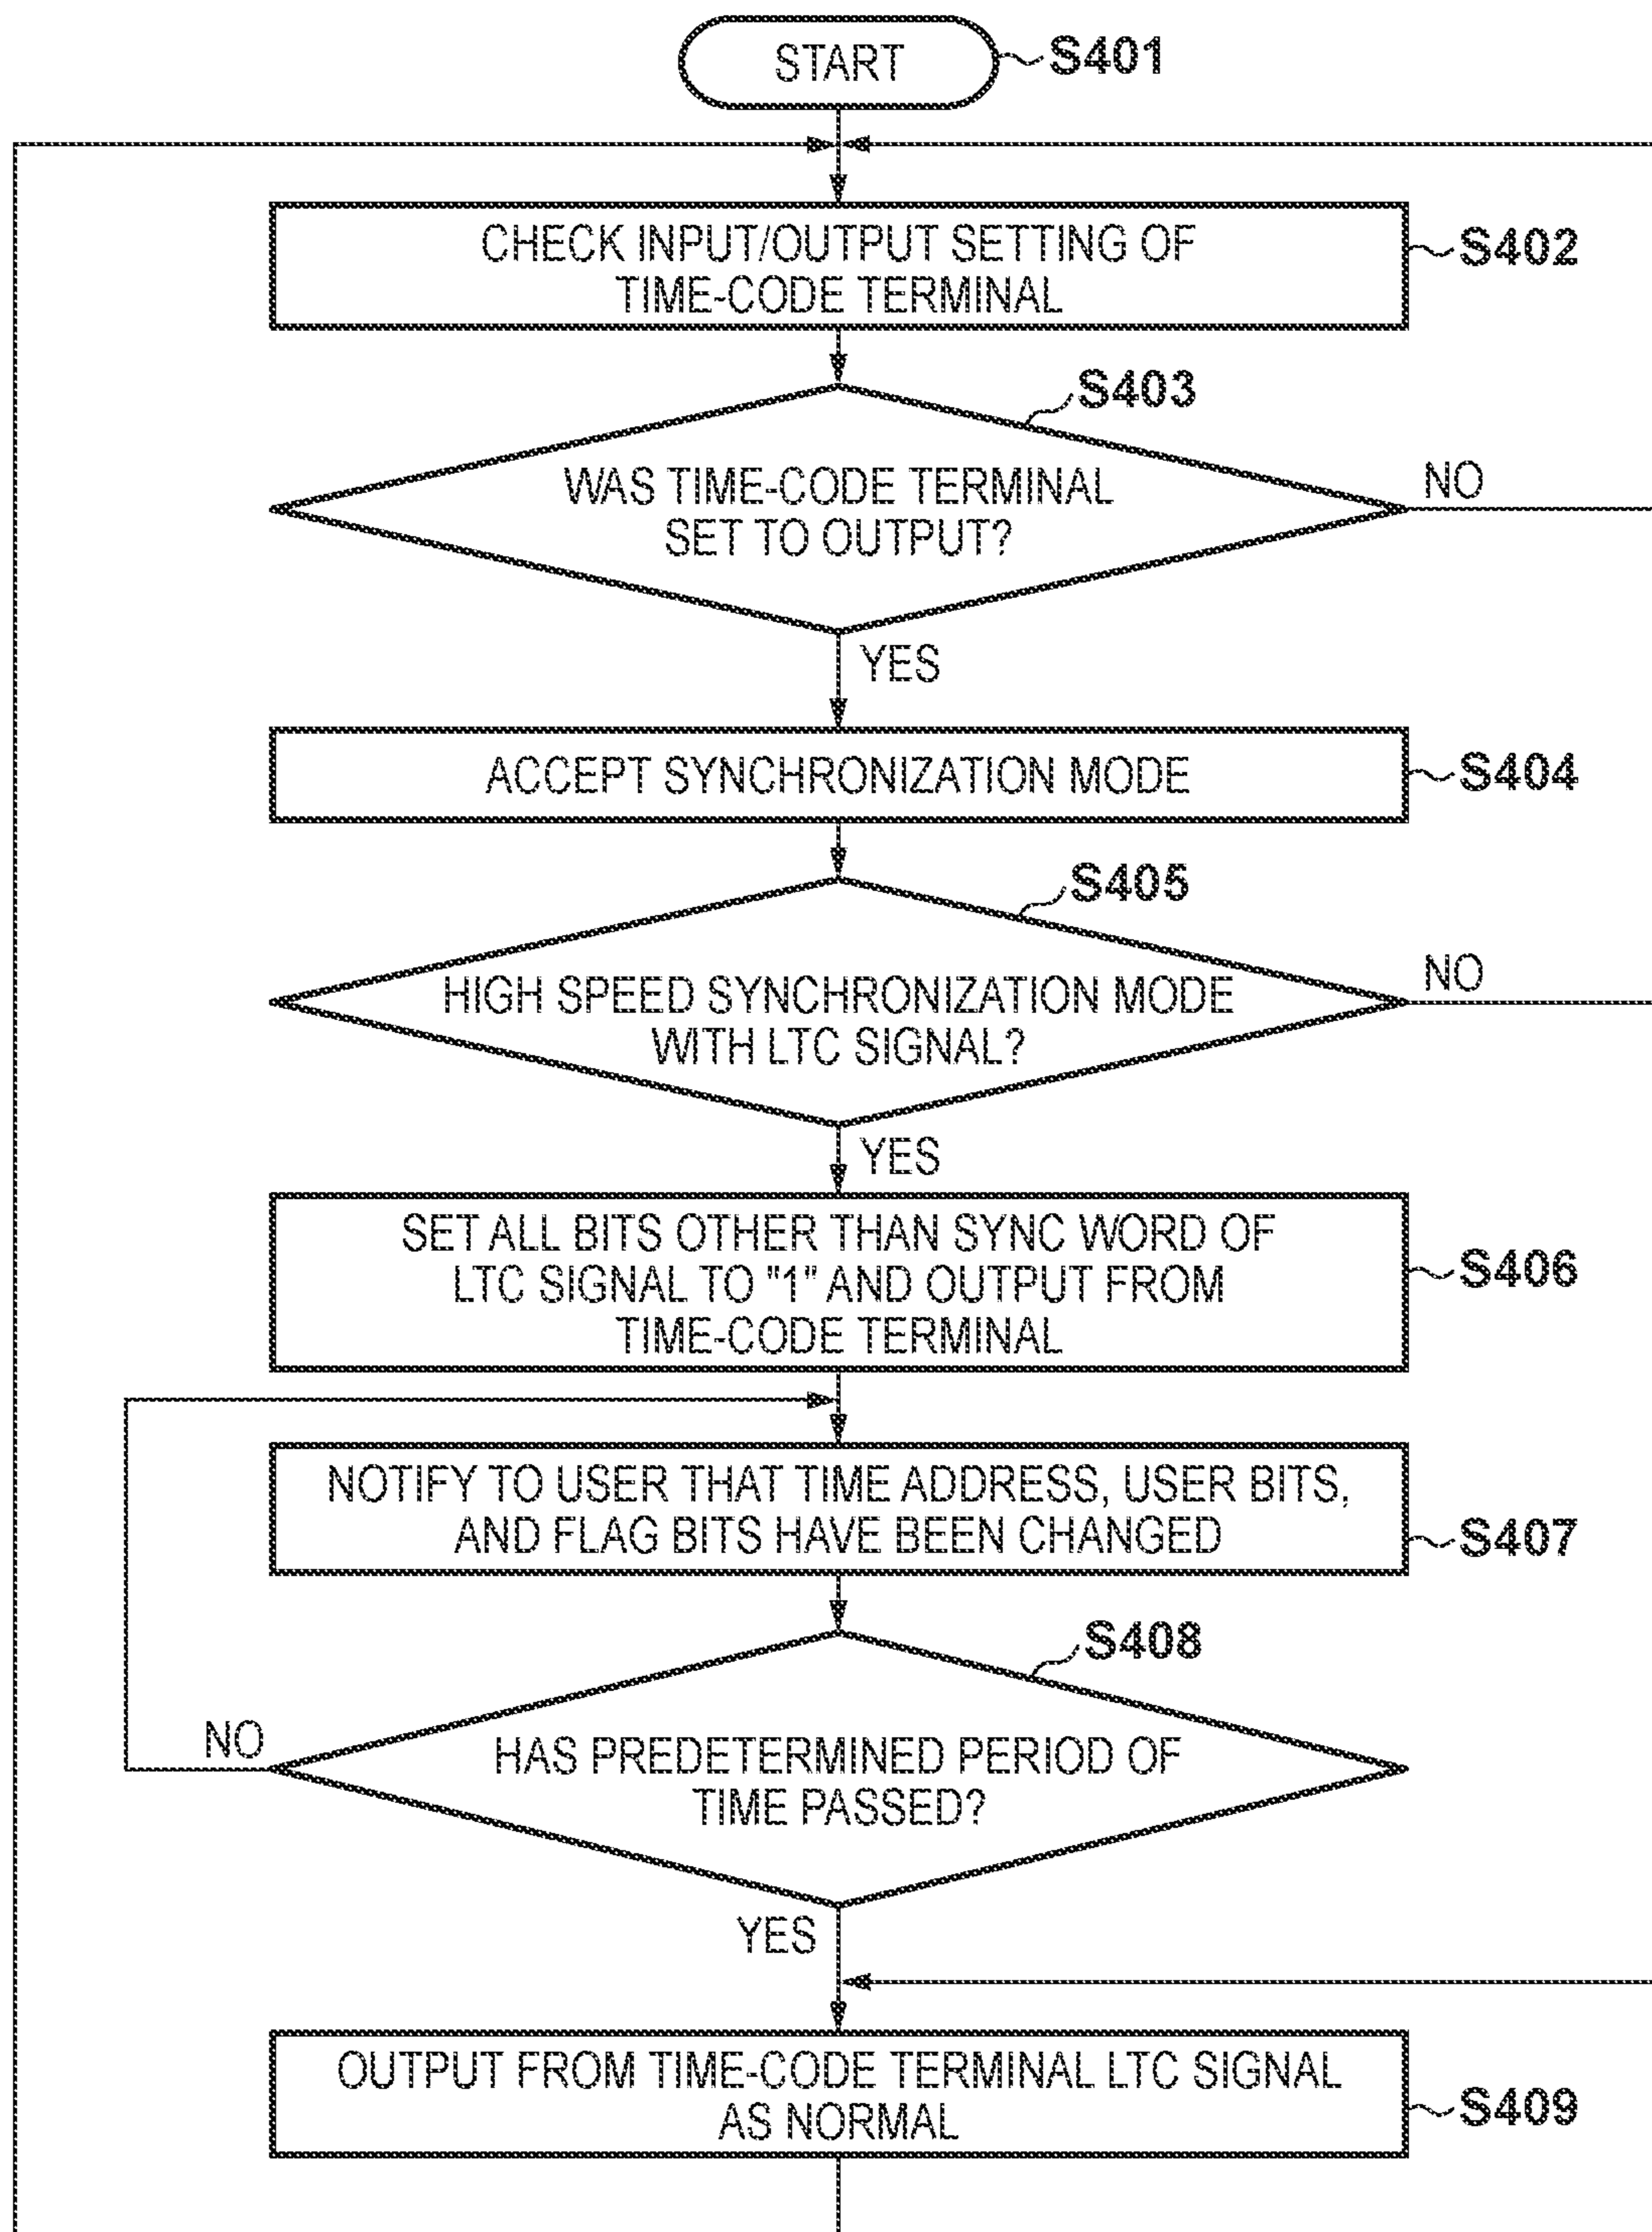 START
S401
CHECK INPUT/OUTPUT SETTING OF
TIME-CODE TERMINAL
S402
S403
WAS TIME-CODE TERMINAL
SET TO OUTPUT?
NO
YES
ACCEPT SYNCHRONIZATION MODE
S404
S405
HIGH SPEED SYNCHRONIZATION MODE
WITH LTC SIGNAL?
NO
YES
SET ALL BITS OTHER THAN SYNC WORD OF
LTC SIGNAL TO "1" AND OUTPUT FROM
TIME-CODE TERMINAL
S406
NOTIFY TO USER THAT TIME ADDRESS, USER BITS,
AND FLAG BITS HAVE BEEN CHANGED
S407
S408
HAS PREDETERMINED PERIOD OF
TIME PASSED?
NO
YES
OUTPUT FROM TIME-CODE TERMINAL LTC SIGNAL
AS NORMAL
S409